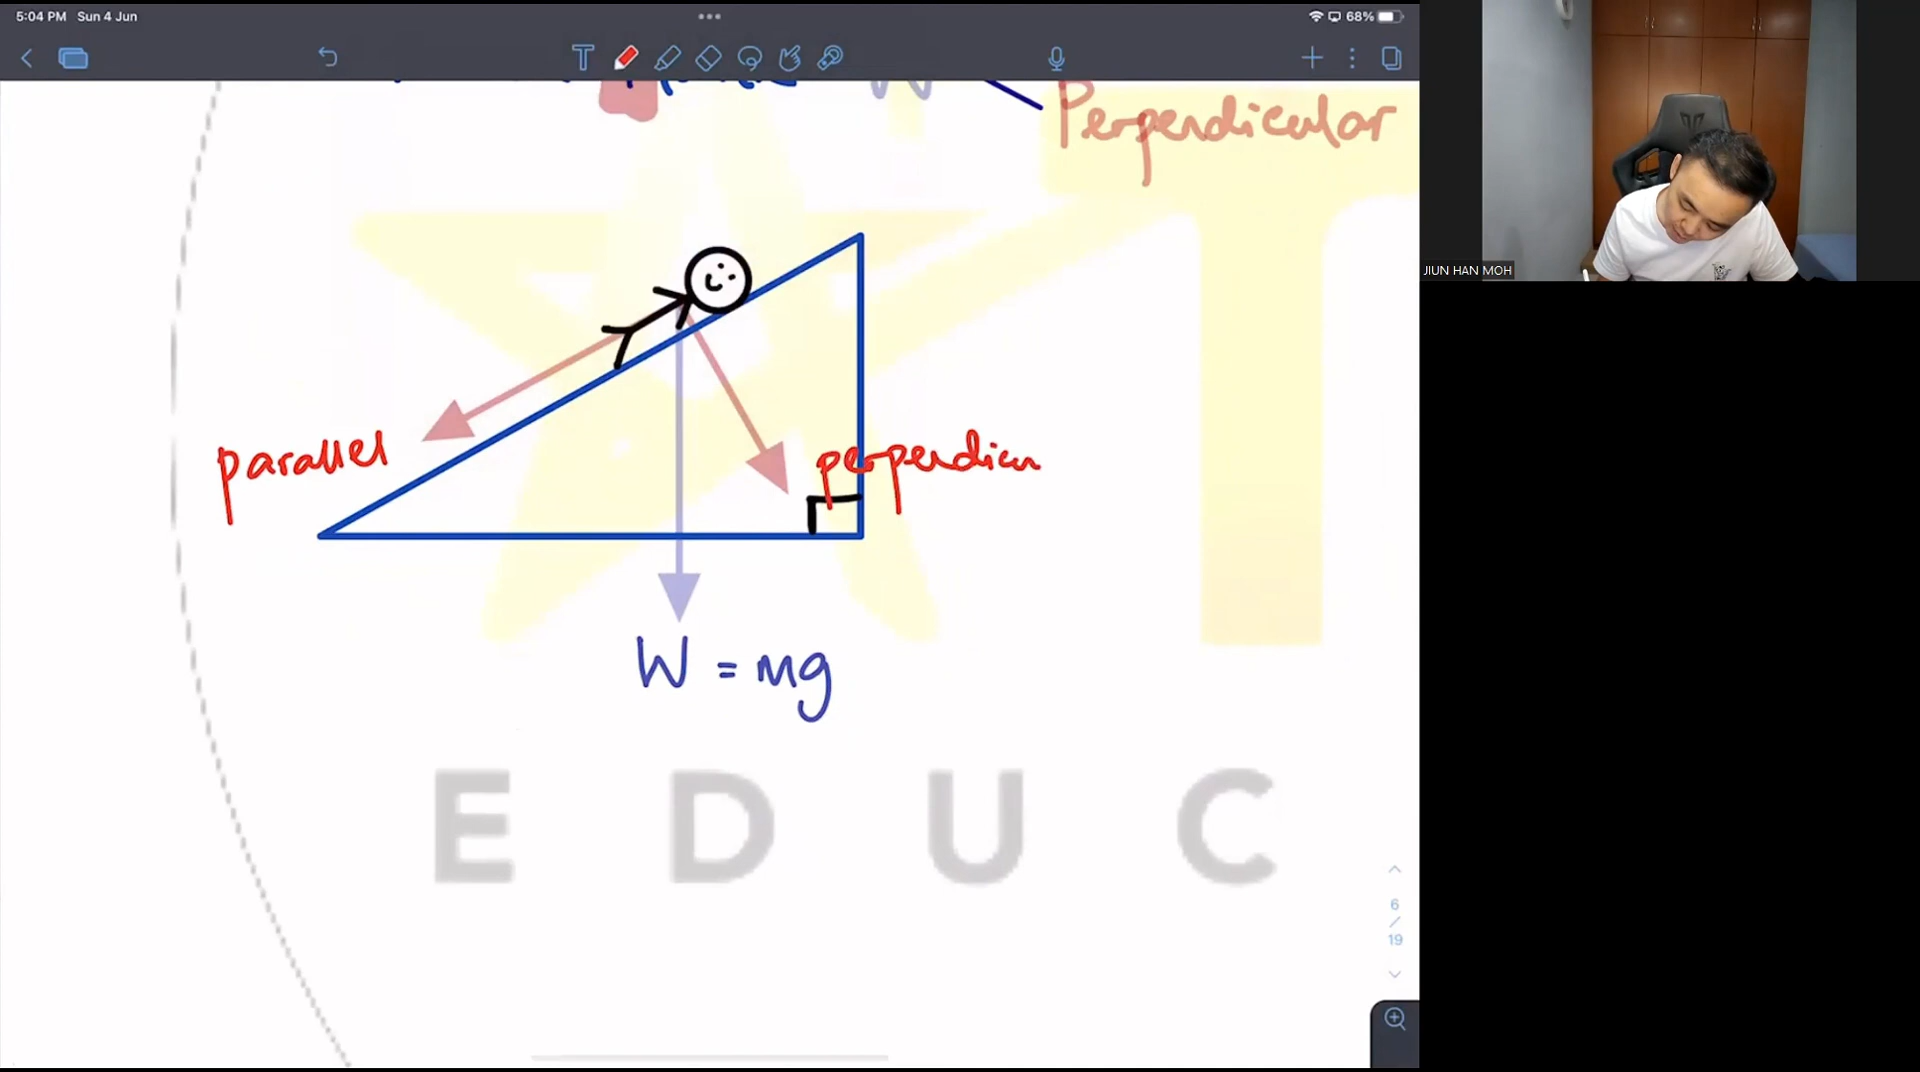 5:04 PM Sun 4 Jun
68%
Perpendicular
JIUN HAN MOH
parallel
perpendicu
W = mg
E D U C
6
/
19